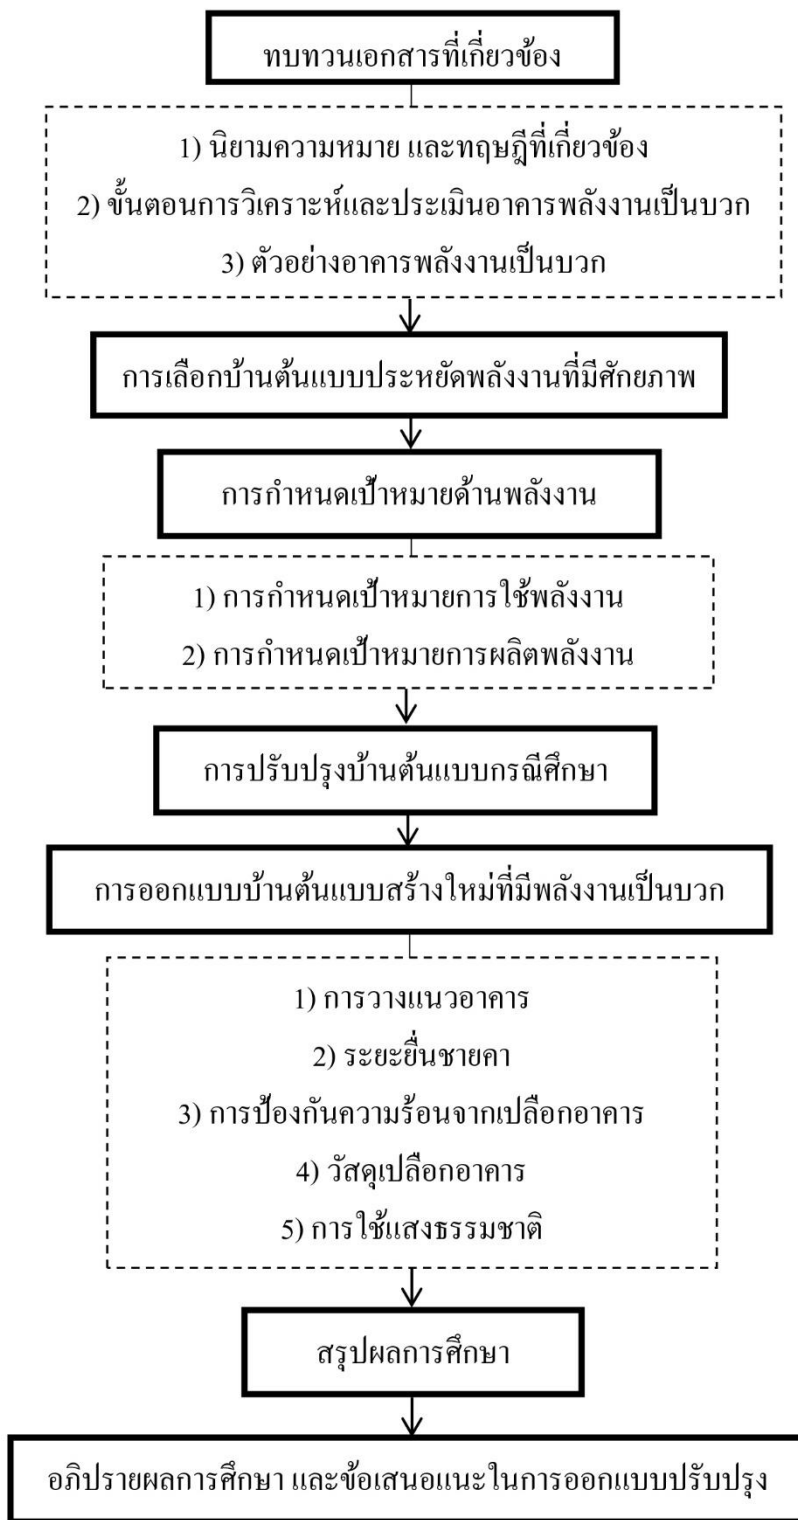 ทบทวนเอกสารที่เกี่ยวข้อง
1) นิยามความหมาย และทฤษฎีที่เกี่ยวข้อง
2) ขั้นตอนการวิเคราะห์และประเมินอาคารพลังงานเป็นบวก
3) ตัวอย่างอาคารพลังงานเป็นบวก
การเลือกบ้านต้นแบบประหยัดพลังงานที่มีศักยภาพ
การกำหนดเป้าหมายด้านพลังงาน
1) การกำหนดเป้าหมายการใช้พลังงาน
2) การกำหนดเป้าหมายการผลิตพลังงาน
การปรับปรุงบ้านต้นแบบกรณีศึกษา
การออกแบบบ้านต้นแบบสร้างใหม่ที่มีพลังงานเป็นบวก
1) การวางแนวอาคาร
2) ระยะยื่นชายคา
3) การป้องกันความร้อนจากเปลือกอาคาร
4) วัสดุเปลือกอาคาร
5) การใช้แสงธรรมชาติ
สรุปผลการศึกษา
อภิปรายผลการศึกษา และข้อเสนอแนะในการออกแบบปรับปรุง